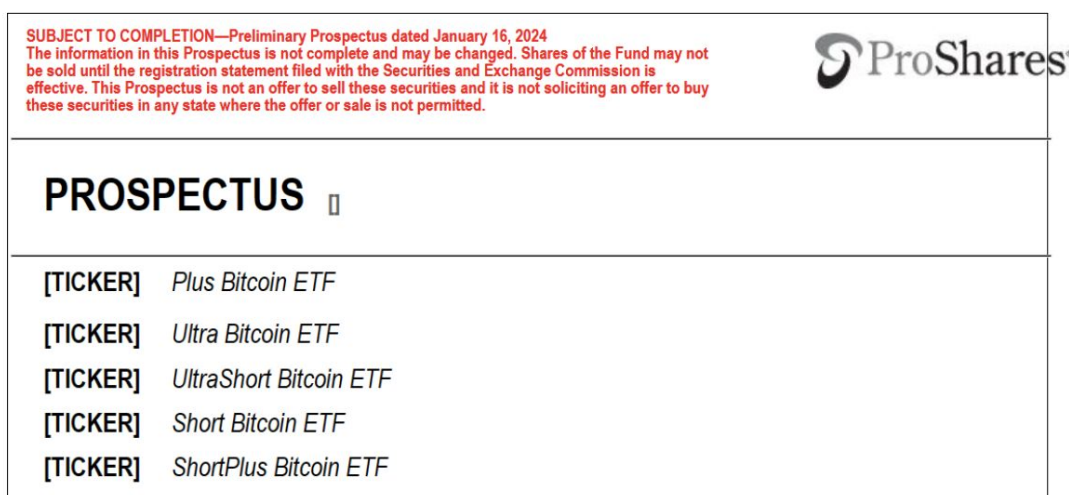 SUBJECT TO COMPLETION—Preliminary Prospectus dated January 16, 2024
The information in this Prospectus is not complete and may be changed. Shares of the Fund may not
be sold until the registration statement filed with the Securities and Exchange Commission is
effective. This Prospectus is not an offer to sell these securities and it is not soliciting an offer to buy
these securities in any state where the offer or sale is not permitted.
ProShares
PROSPECTUS []
[TICKER] Plus Bitcoin ETF
[TICKER] Ultra Bitcoin ETF
[TICKER] UltraShort Bitcoin ETF
[TICKER] Short Bitcoin ETF
[TICKER] ShortPlus Bitcoin ETF